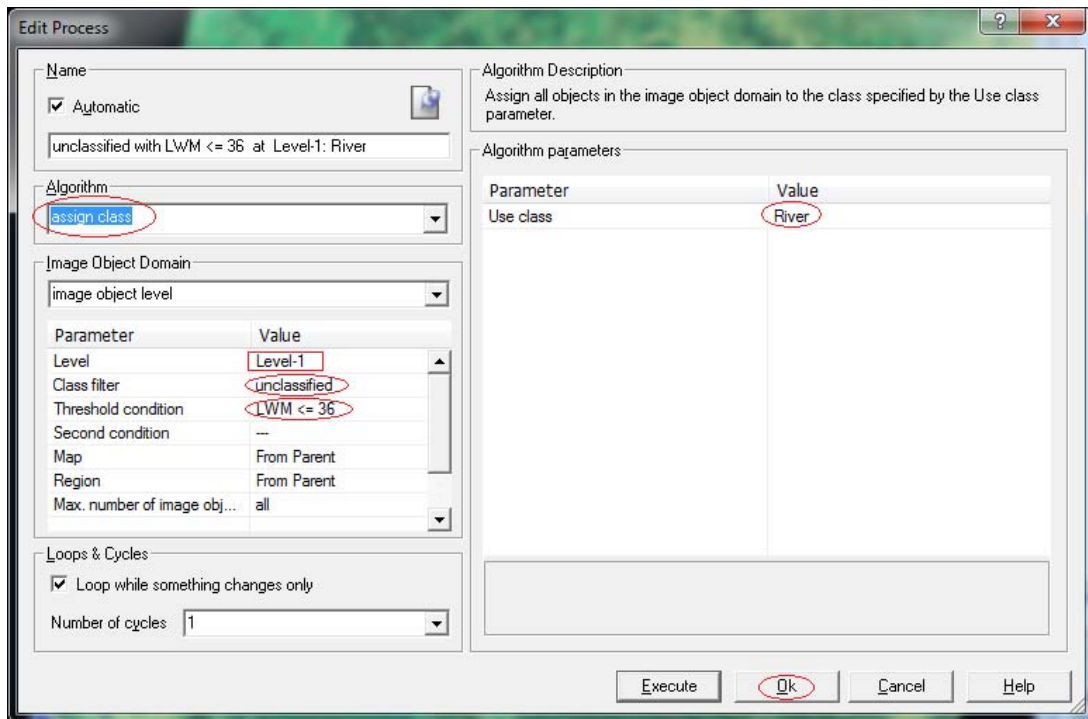 Edit Process
Name
Automatic
unclassified with LWM <= 36 at Level-1: River
Algorithm
assign class
Image Object Domain
image object level
Parameter Value
Level Level-1
Class filter unclassified
Threshold condition LWM <= 36
Second condition ---
Map From Parent
Region From Parent
Max. number of image obj... all
Loops & Cycles
Loop while something changes only
Number of cycles 1
Algorithm Description
Assign all objects in the image object domain to the class specified by the Use class
parameter.
Algorithm parameters
Parameter Value
Use class River
Execute Ok Cancel Help